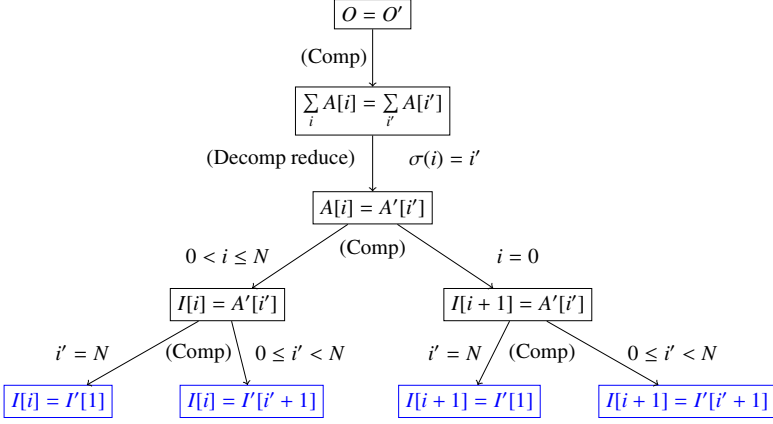 O = O′
(Comp)
∑_i A[i] = ∑_{i′} A[i′]
(Decomp reduce) σ(i) = i′
A[i] = A′[i′]
0 < i ≤ N (Comp) i = 0
I[i] = A′[i′] I[i + 1] = A′[i′]
i′ = N (Comp) 0 ≤ i′ < N i′ = N (Comp) 0 ≤ i′ < N
I[i] = I′[1] I[i] = I′[i′ + 1] I[i + 1] = I′[1] I[i + 1] = I′[i′ + 1]